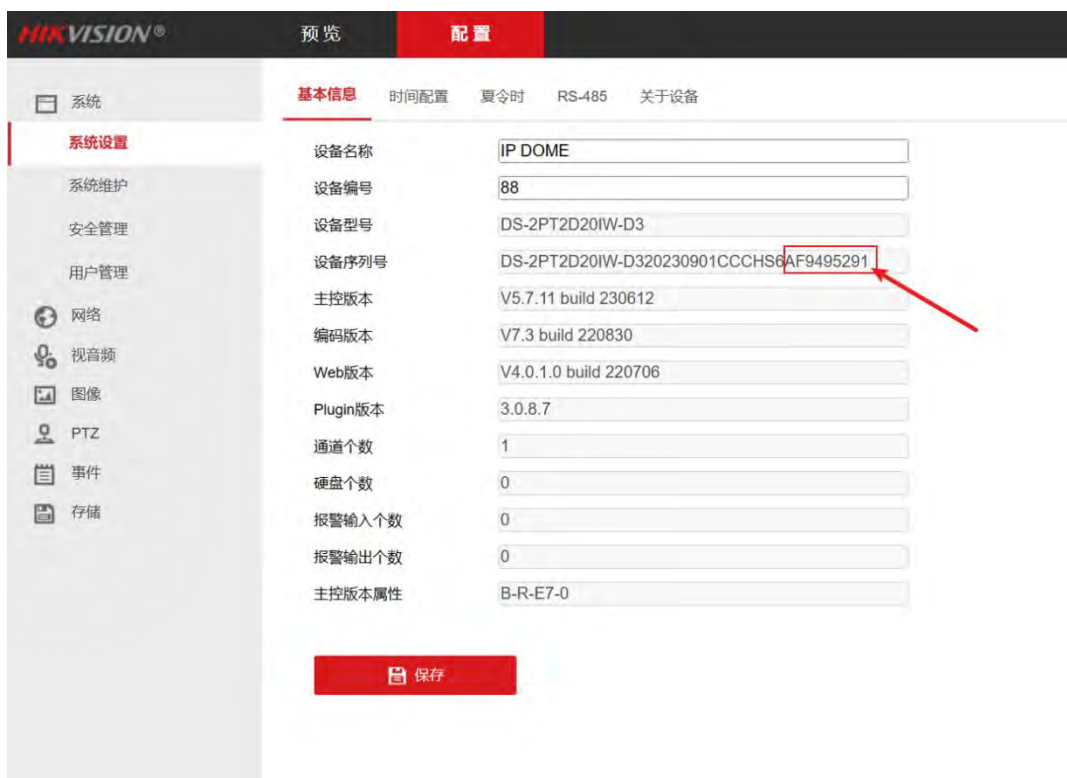 HIKVISION®
预览
配置
系统
系统设置
系统维护
安全管理
用户管理
网络
视音频
图像
PTZ
事件
存储
基本信息 时间配置 夏令时 RS-485 关于设备
设备名称 IP DOME
设备编号 88
设备型号 DS-2PT2D20IW-D3
设备序列号 DS-2PT2D20IW-D320230901CCCHS6AF9495291
主控版本 V5.7.11 build 230612
编码版本 V7.3 build 220830
Web版本 V4.0.1.0 build 220706
Plugin版本 3.0.8.7
通道个数 1
硬盘个数 0
报警输入个数 0
报警输出个数 0
主控版本属性 B-R-E7-0
保存